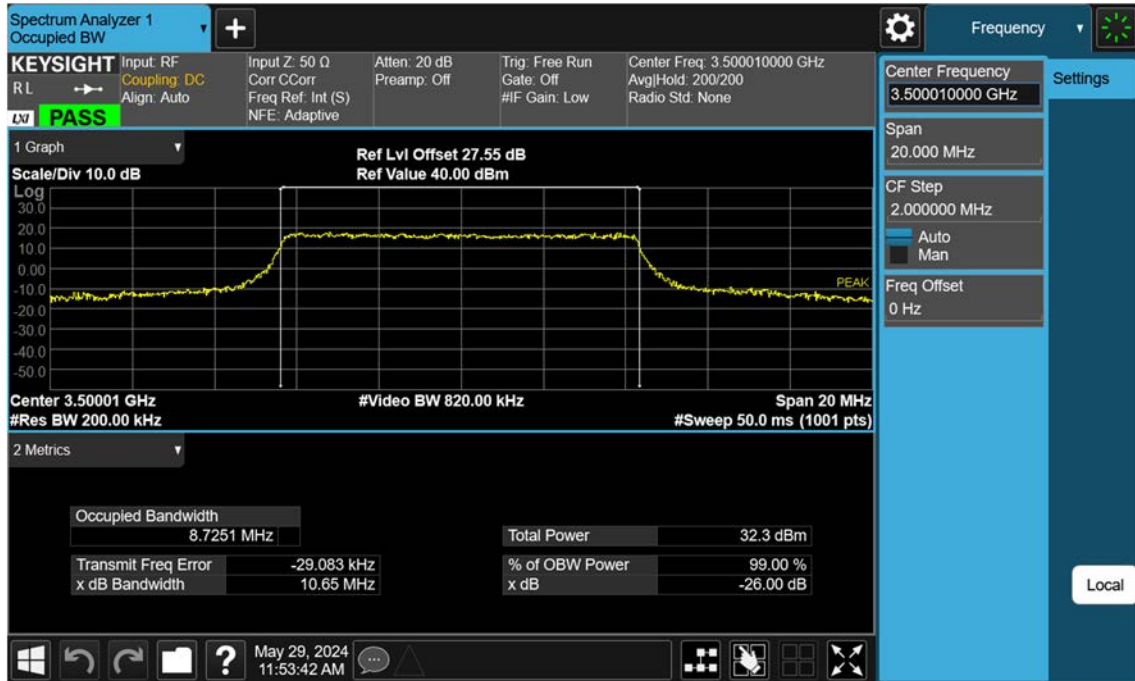 Spectrum Analyzer 1
Occupied BW
+
Frequency
KEYSIGHT
R L
LXI
PASS
Input: RF
Coupling: DC
Align: Auto
Input Z: 50 Ω
Corr CCorr
Freq Ref: Int (S)
NFE: Adaptive
Atten: 20 dB
Preamp: Off
Trig: Free Run
Gate: Off
#IF Gain: Low
Center Freq: 3.500010000 GHz
Avg|Hold: 200/200
Radio Std: None
Center Frequency
3.500010000 GHz
Settings
Span
20.000 MHz
CF Step
2.000000 MHz
Auto
Man
Freq Offset
0 Hz
Local
1 Graph
Scale/Div 10.0 dB
Ref Lvl Offset 27.55 dB
Ref Value 40.00 dBm
Log
30.0
20.0
10.0
0.00
-10.0
-20.0
-30.0
-40.0
-50.0
PEAK
Center 3.50001 GHz
#Video BW 820.00 kHz
Span 20 MHz
#Res BW 200.00 kHz
#Sweep 50.0 ms (1001 pts)
2 Metrics
Occupied Bandwidth
8.7251 MHz
Total Power 32.3 dBm
Transmit Freq Error -29.083 kHz
% of OBW Power 99.00 %
x dB Bandwidth 10.65 MHz
x dB -26.00 dB
?
May 29, 2024
11:53:42 AM